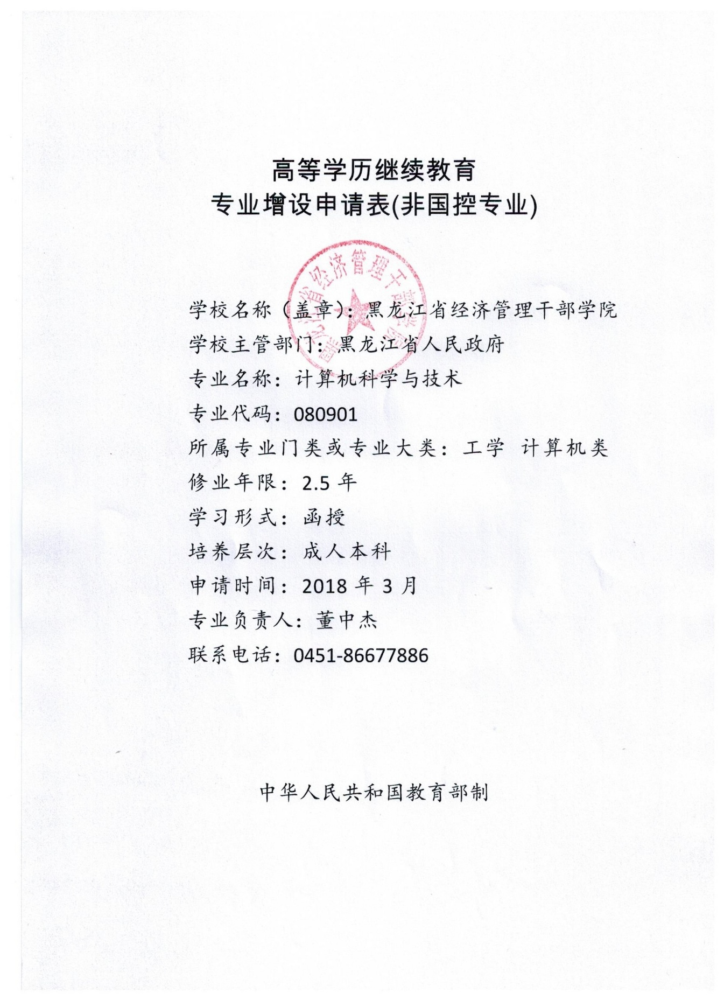 高等学历继续教育
专业增设申请表(非国控专业)
黑龙江省经济管理干部学院
学校名称（盖章）：黑龙江省经济管理干部学院
学校主管部门：黑龙江省人民政府
专业名称：计算机科学与技术
专业代码：080901
所属专业门类或专业大类：工学 计算机类
修业年限：2.5 年
学习形式：函授
培养层次：成人本科
申请时间：2018 年 3 月
专业负责人：董中杰
联系电话：0451-86677886
中华人民共和国教育部制